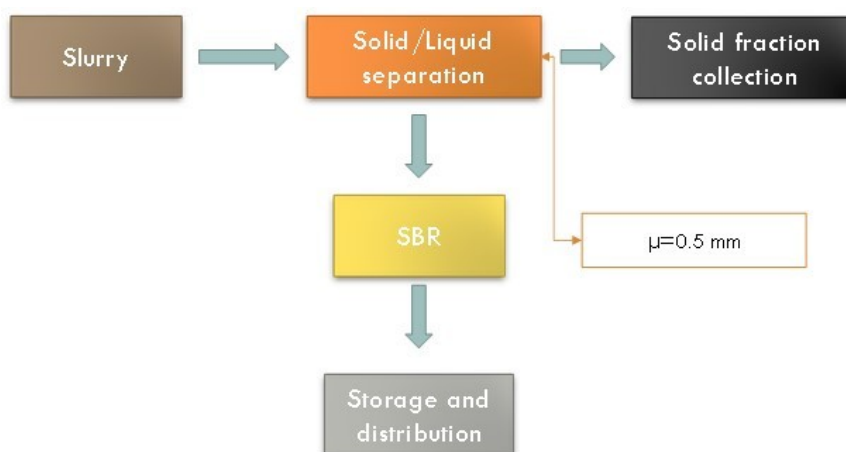 Slurry
Solid/Liquid
separation
Solid fraction
collection
SBR
μ=0.5 mm
Storage and
distribution